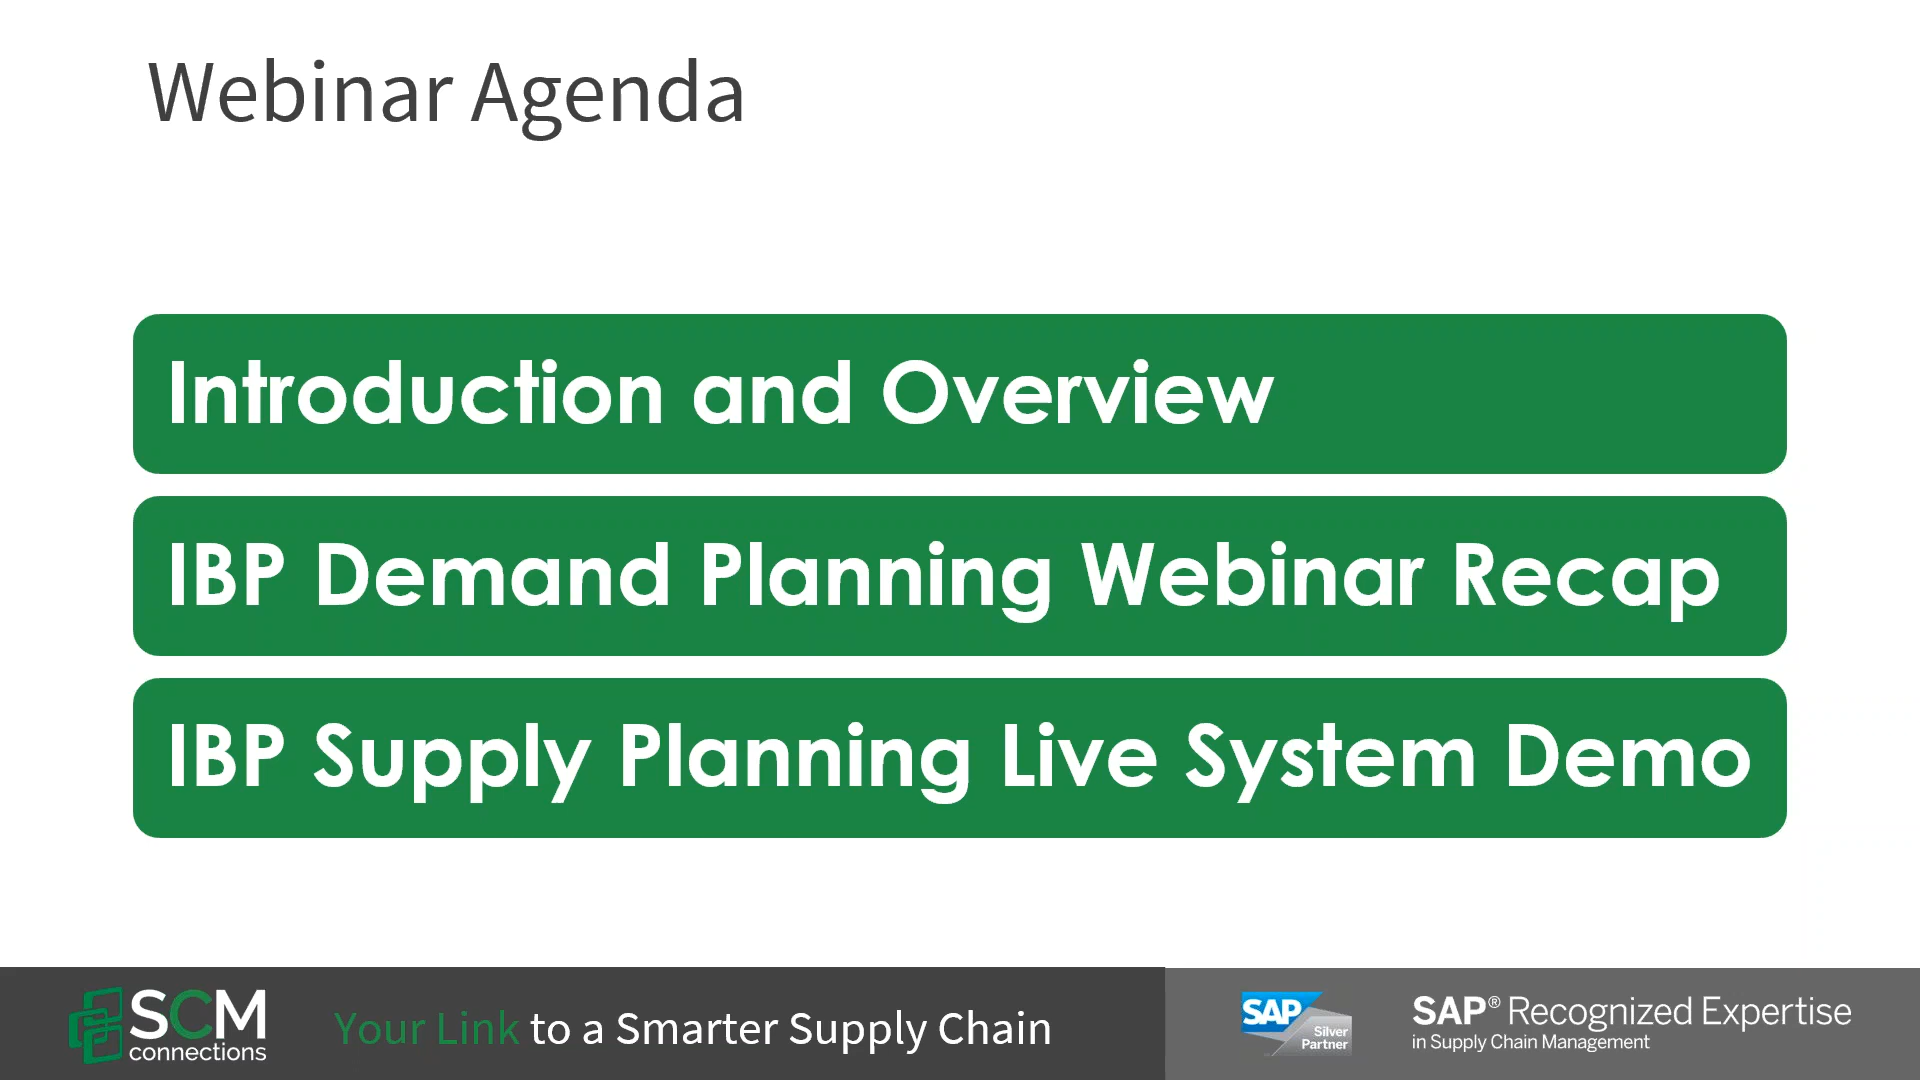 Webinar Agenda
Introduction and Overview
IBP Demand Planning Webinar Recap
IBP Supply Planning Live System Demo
SCM
connections
Your Link to a Smarter Supply Chain
SAP
Silver
Partner
SAP® Recognized Expertise
in Supply Chain Management